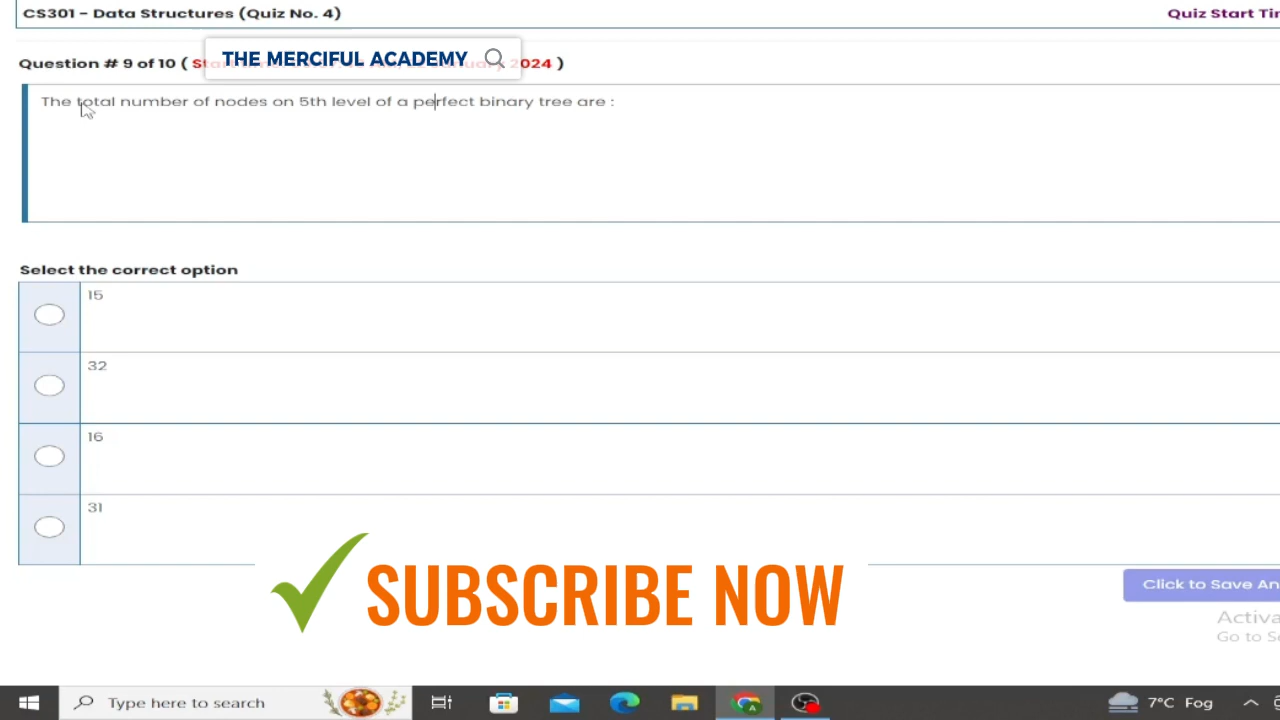 CS301 - Data Structures (Quiz No. 4)
Quiz Start Ti
THE MERCIFUL ACADEMY
Question # 9 of 10 ( 2024 )
The total number of nodes on 5th level of a perfect binary tree are :
Select the correct option
15
32
16
31
SUBSCRIBE NOW
Click to Save An
Activa
Go to Se
Type here to search
7°C Fog